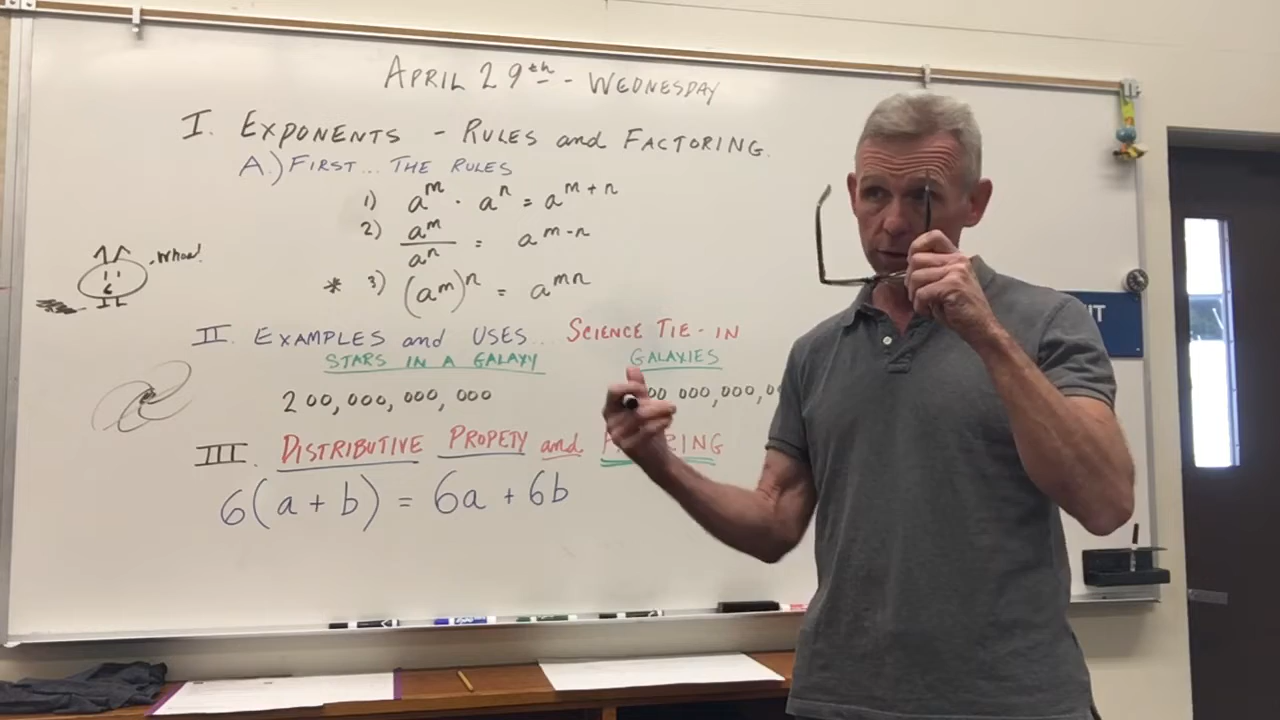 APRIL 29th - WEDNESDAY
I. EXPONENTS - RULES and FACTORING.
A.) FIRST... THE RULES
1) a^m · a^n = a^(m+n)
2) a^m / a^n = a^(m-n)
Whoa!
* 3) (a^m)^n = a^(mn)
II. EXAMPLES and USES... SCIENCE TIE-IN
STARS IN A GALAXY GALAXIES
200,000,000,000 00 000,000,0
III. DISTRIBUTIVE PROPETY and F RING
6(a+b) = 6a + 6b
IT